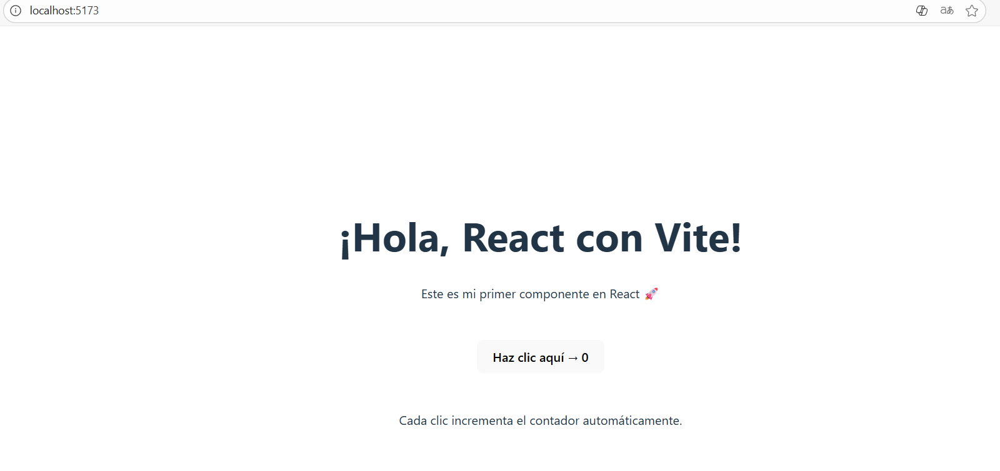 localhost:5173
¡Hola, React con Vite!
Este es mi primer componente en React 🚀
Haz clic aquí → 0
Cada clic incrementa el contador automáticamente.